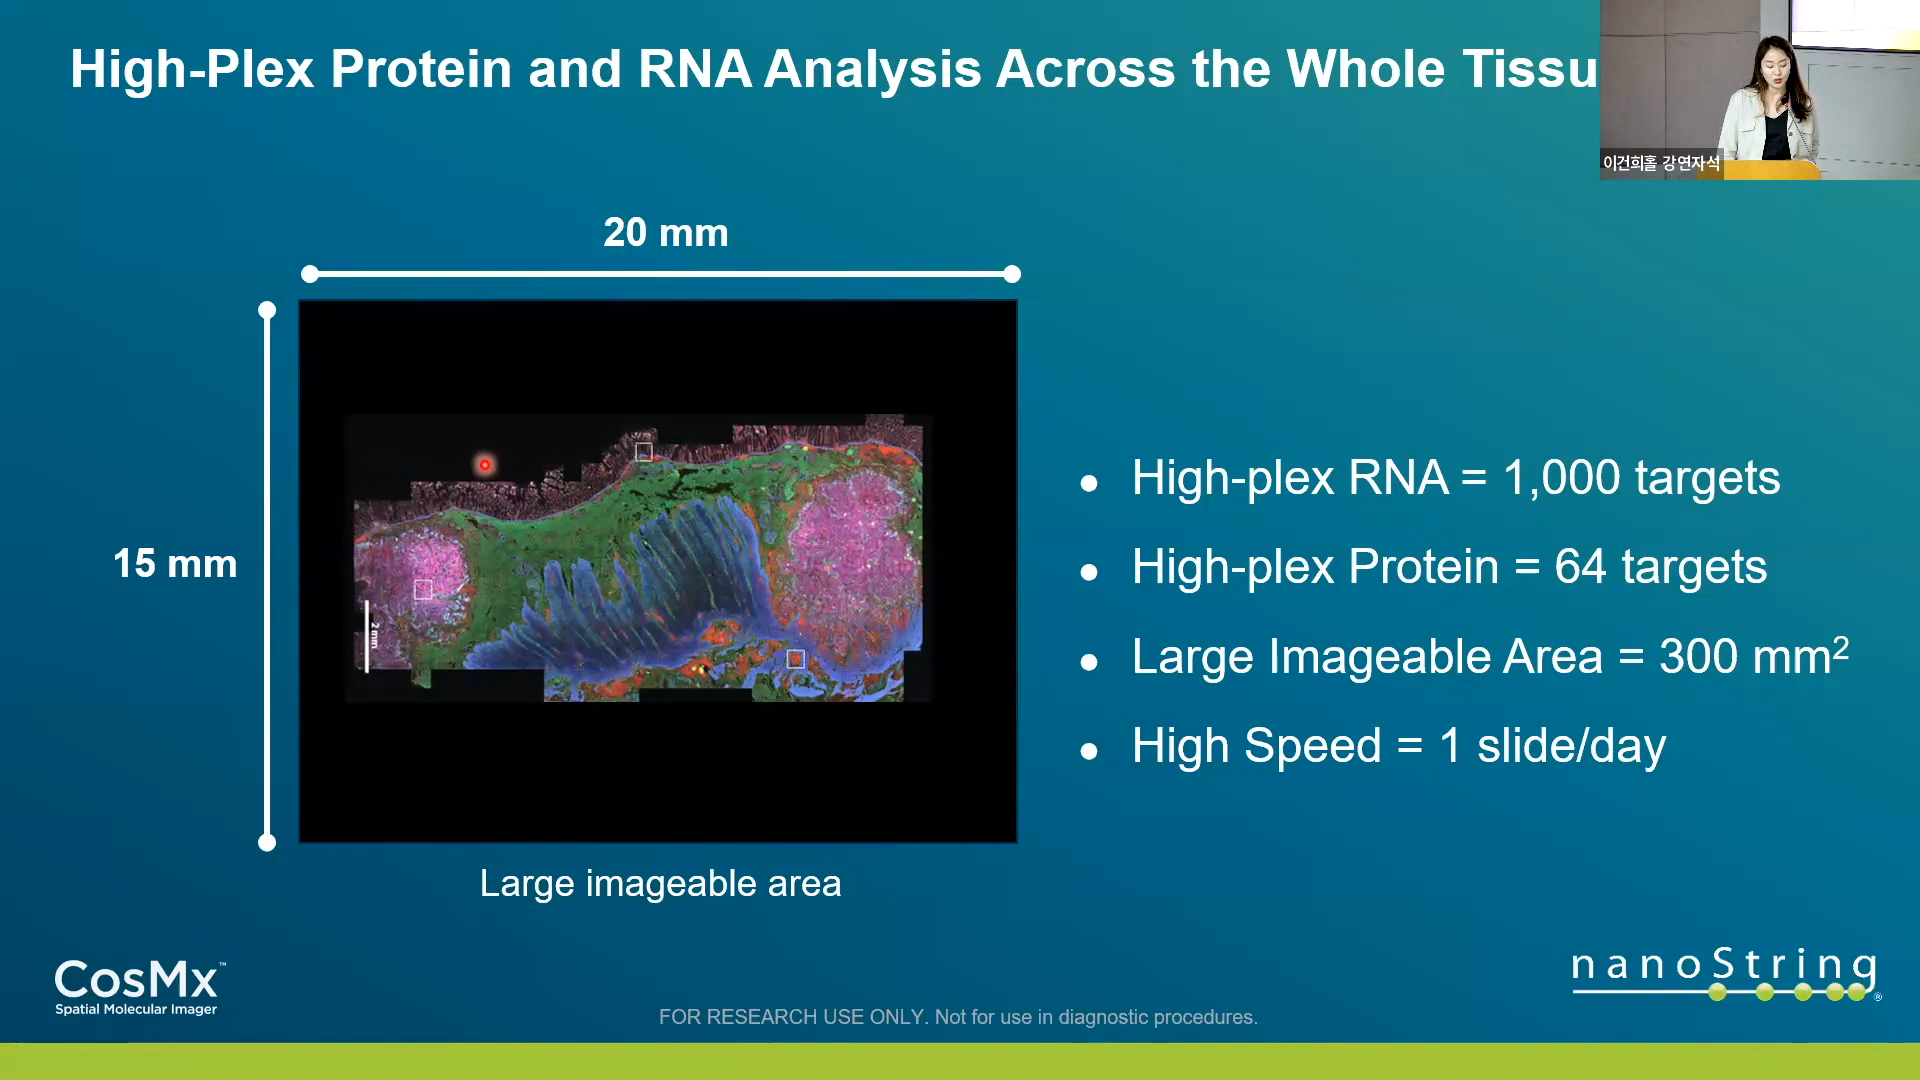 High-Plex Protein and RNA Analysis Across the Whole Tissu
이건희홀 강연자석
20 mm
15 mm
2 mm
• High-plex RNA = 1,000 targets
• High-plex Protein = 64 targets
• Large Imageable Area = 300 mm²
• High Speed = 1 slide/day
Large imageable area
CosMx™
Spatial Molecular Imager
nanoString®
FOR RESEARCH USE ONLY. Not for use in diagnostic procedures.